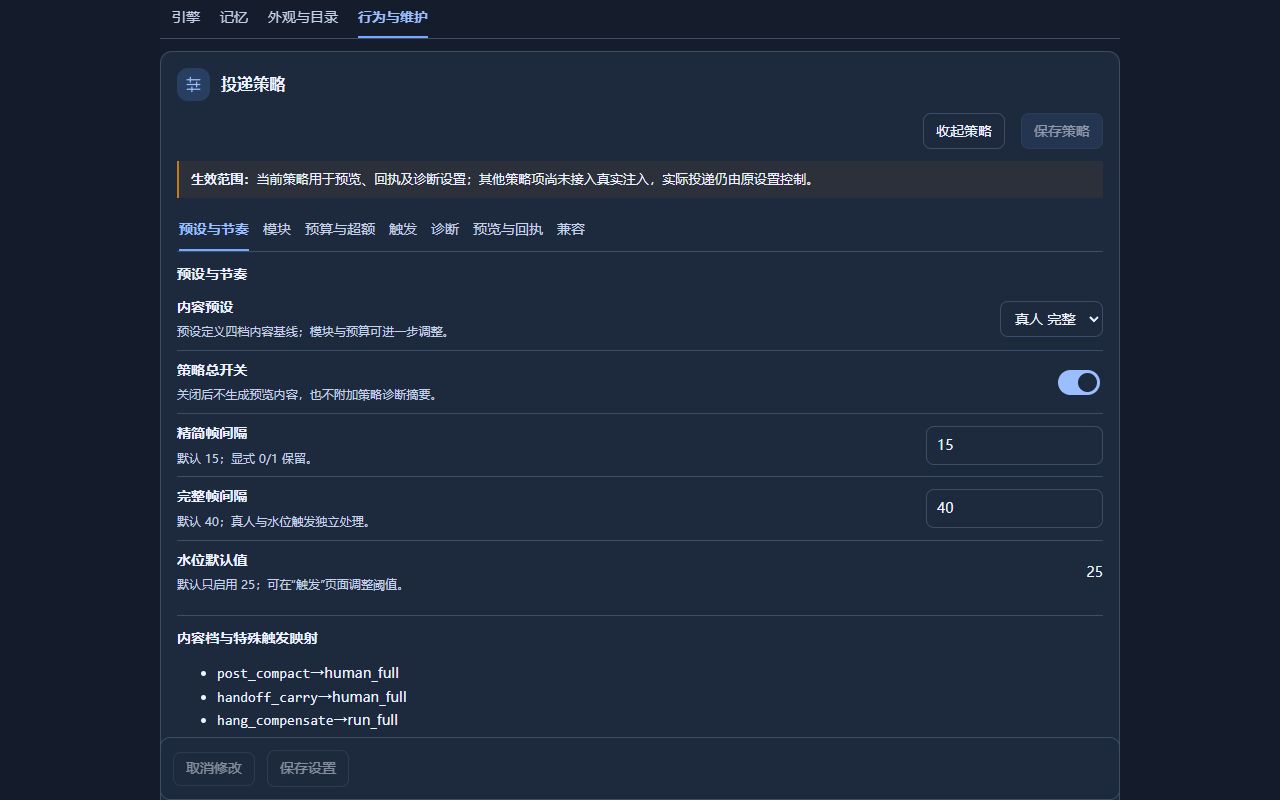 引擎 记忆 外观与目录 行为与维护
投递策略
收起策略 保存策略
生效范围：当前策略用于预览、回执及诊断设置；其他策略项尚未接入真实注入，实际投递仍由原设置控制。
预设与节奏 模块 预算与超额 触发 诊断 预览与回执 兼容
预设与节奏
内容预设
预设定义四档内容基线；模块与预算可进一步调整。
真人 完整
策略总开关
关闭后不生成预览内容，也不附加策略诊断摘要。
精简帧间隔
默认 15；显式 0/1 保留。
15
完整帧间隔
默认 40；真人与水位触发独立处理。
40
水位默认值
默认只启用 25；可在“触发”页面调整阈值。
25
内容档与特殊触发映射
• post_compact→human_full
• handoff_carry→human_full
• hang_compensate→run_full
取消修改 保存设置